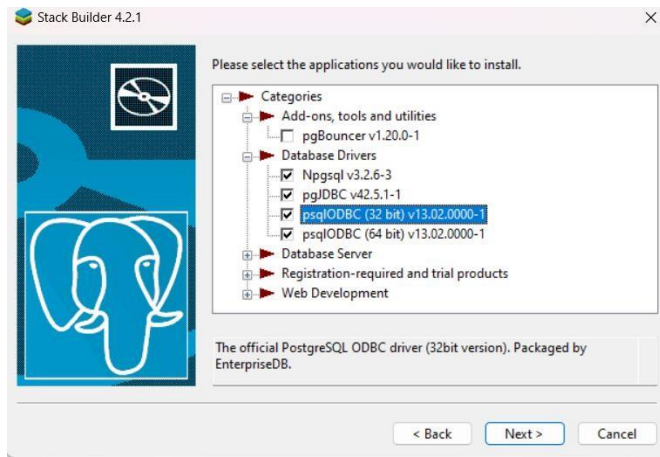 Stack Builder 4.2.1
Please select the applications you would like to install.
Categories
Add-ons, tools and utilities
pgBouncer v1.20.0-1
Database Drivers
Npgsql v3.2.6-3
pgJDBC v42.5.1-1
psqlODBC (32 bit) v13.02.0000-1
psqlODBC (64 bit) v13.02.0000-1
Database Server
Registration-required and trial products
Web Development
The official PostgreSQL ODBC driver (32bit version). Packaged by
EnterpriseDB.
< Back Next > Cancel